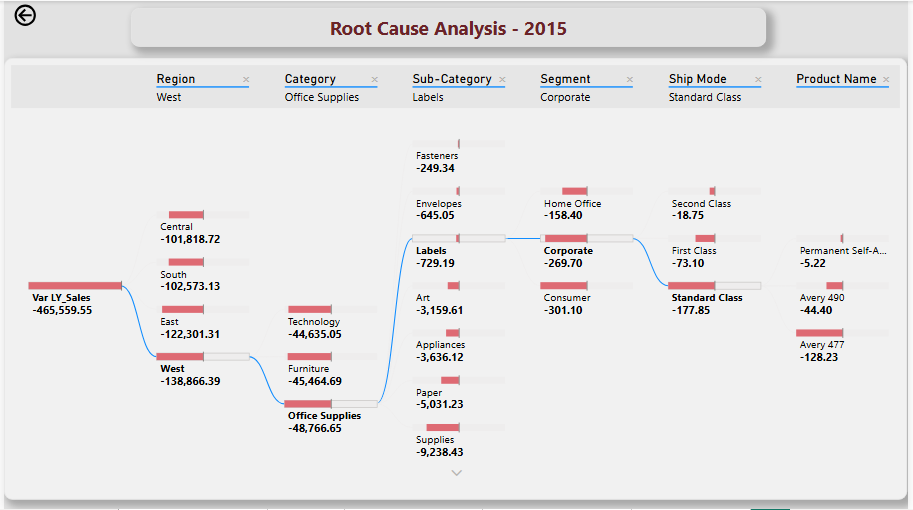 Root Cause Analysis - 2015
Region × Category × Sub-Category × Segment × Ship Mode × Product Name ×
West Office Supplies Labels Corporate Standard Class
Var LY_Sales
-465,559.55
Central
-101,818.72
South
-102,573.13
East
-122,301.31
West
-138,866.39
Technology
-44,635.05
Furniture
-45,464.69
Office Supplies
-48,766.65
Fasteners
-249.34
Envelopes
-645.05
Labels
-729.19
Art
-3,159.61
Appliances
-3,636.12
Paper
-5,031.23
Supplies
-9,238.43
Home Office
-158.40
Corporate
-269.70
Consumer
-301.10
Second Class
-18.75
First Class
-73.10
Standard Class
-177.85
Permanent Self-A...
-5.22
Avery 490
-44.40
Avery 477
-128.23